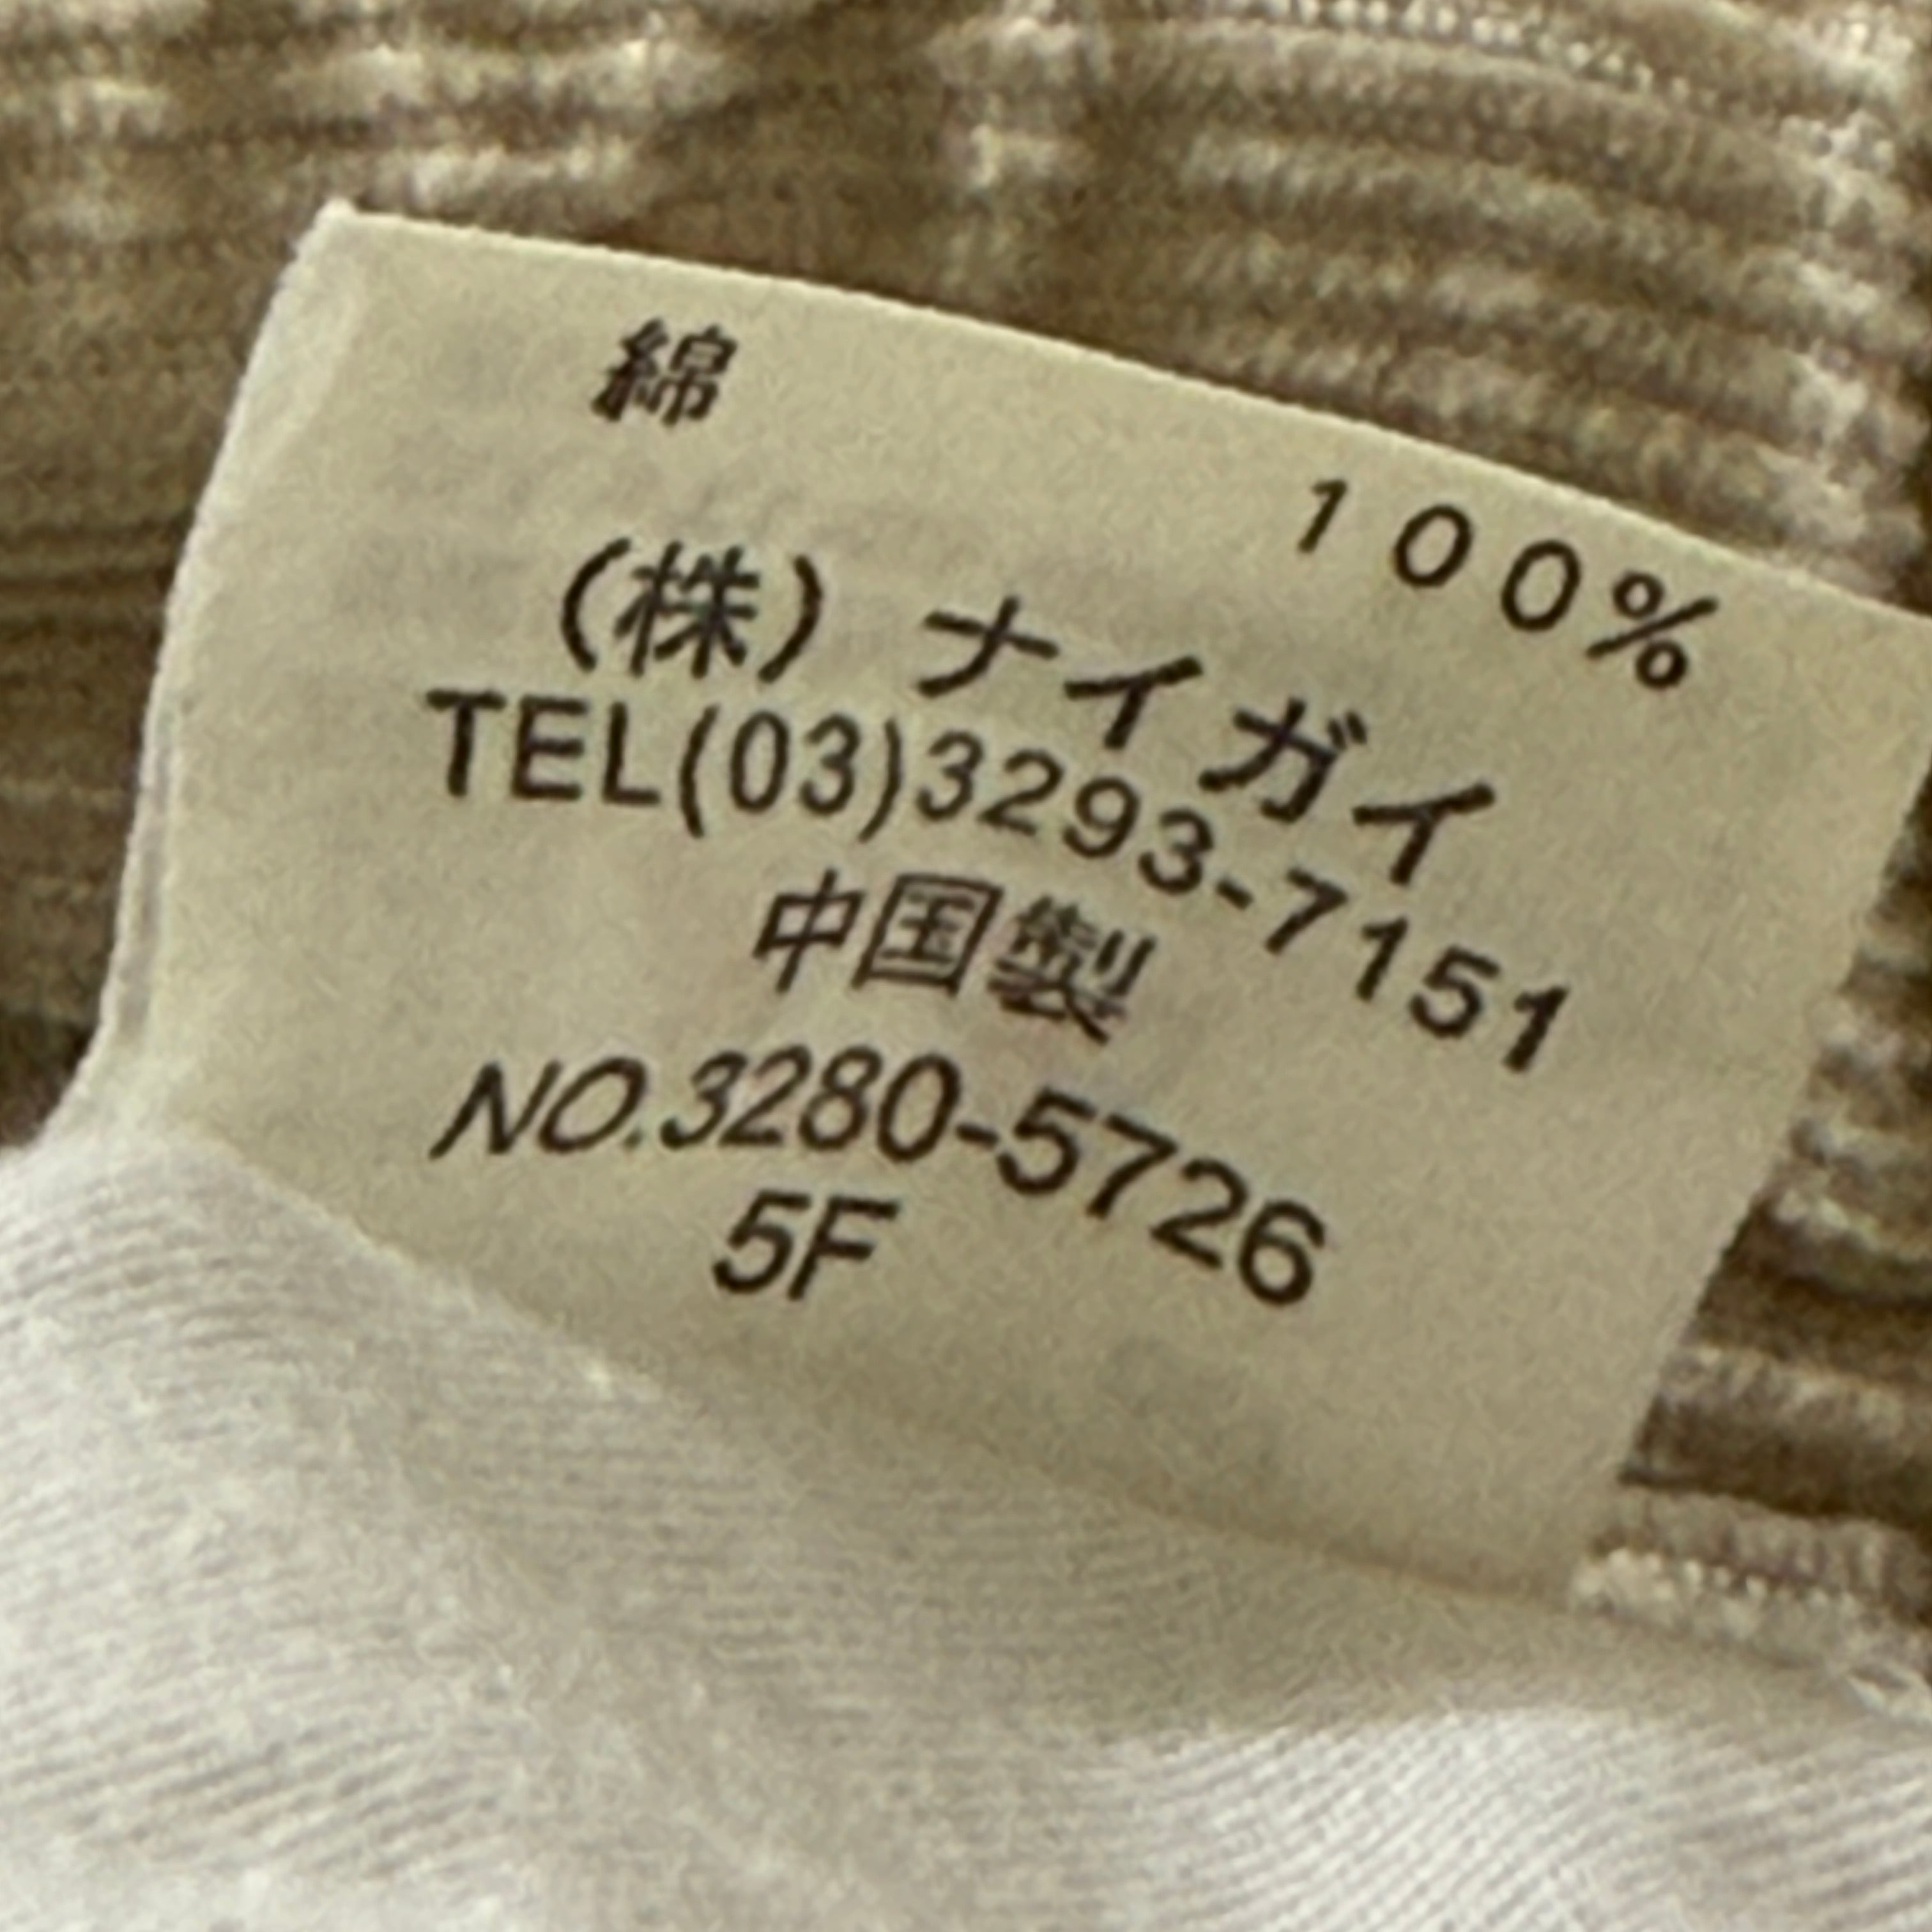 綿 100%
(株) ナイガイ
TEL(03)3293-7151
中国製
NO.3280-5726
5F